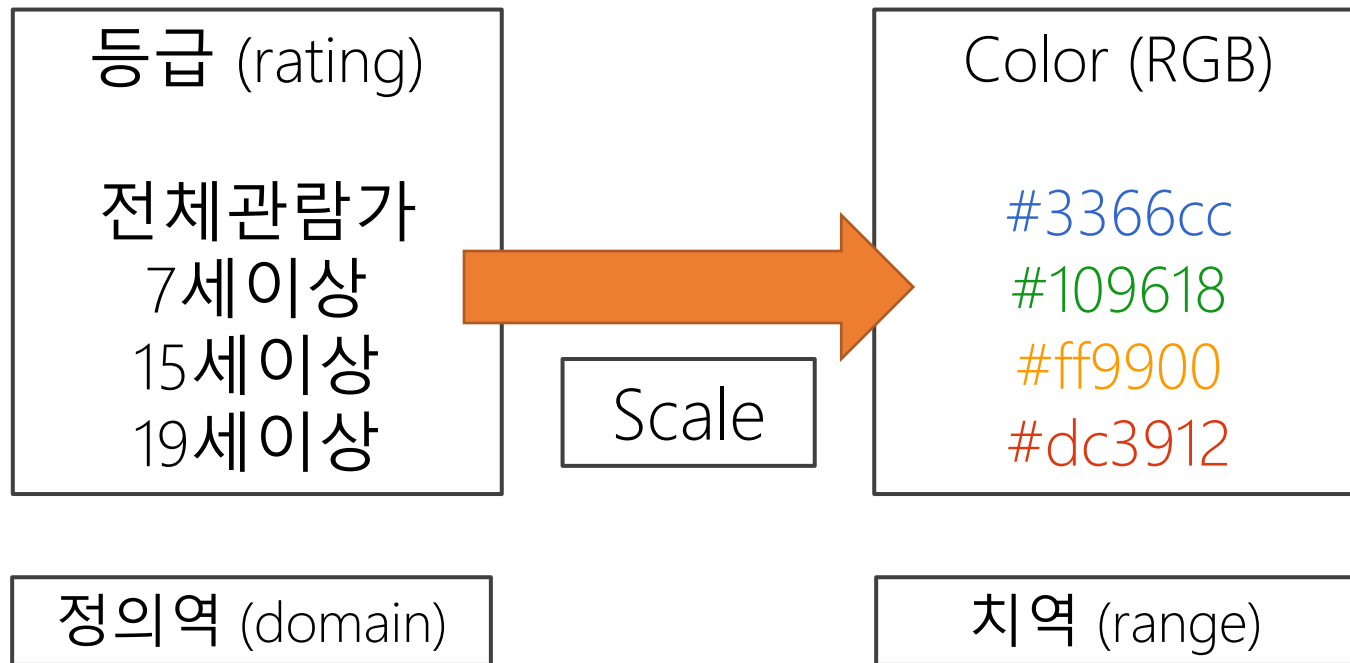 등급 (rating)
전체관람가
7세이상
15세이상
19세이상
Scale
Color (RGB)
#3366cc
#109618
#ff9900
#dc3912
정의역 (domain)
치역 (range)